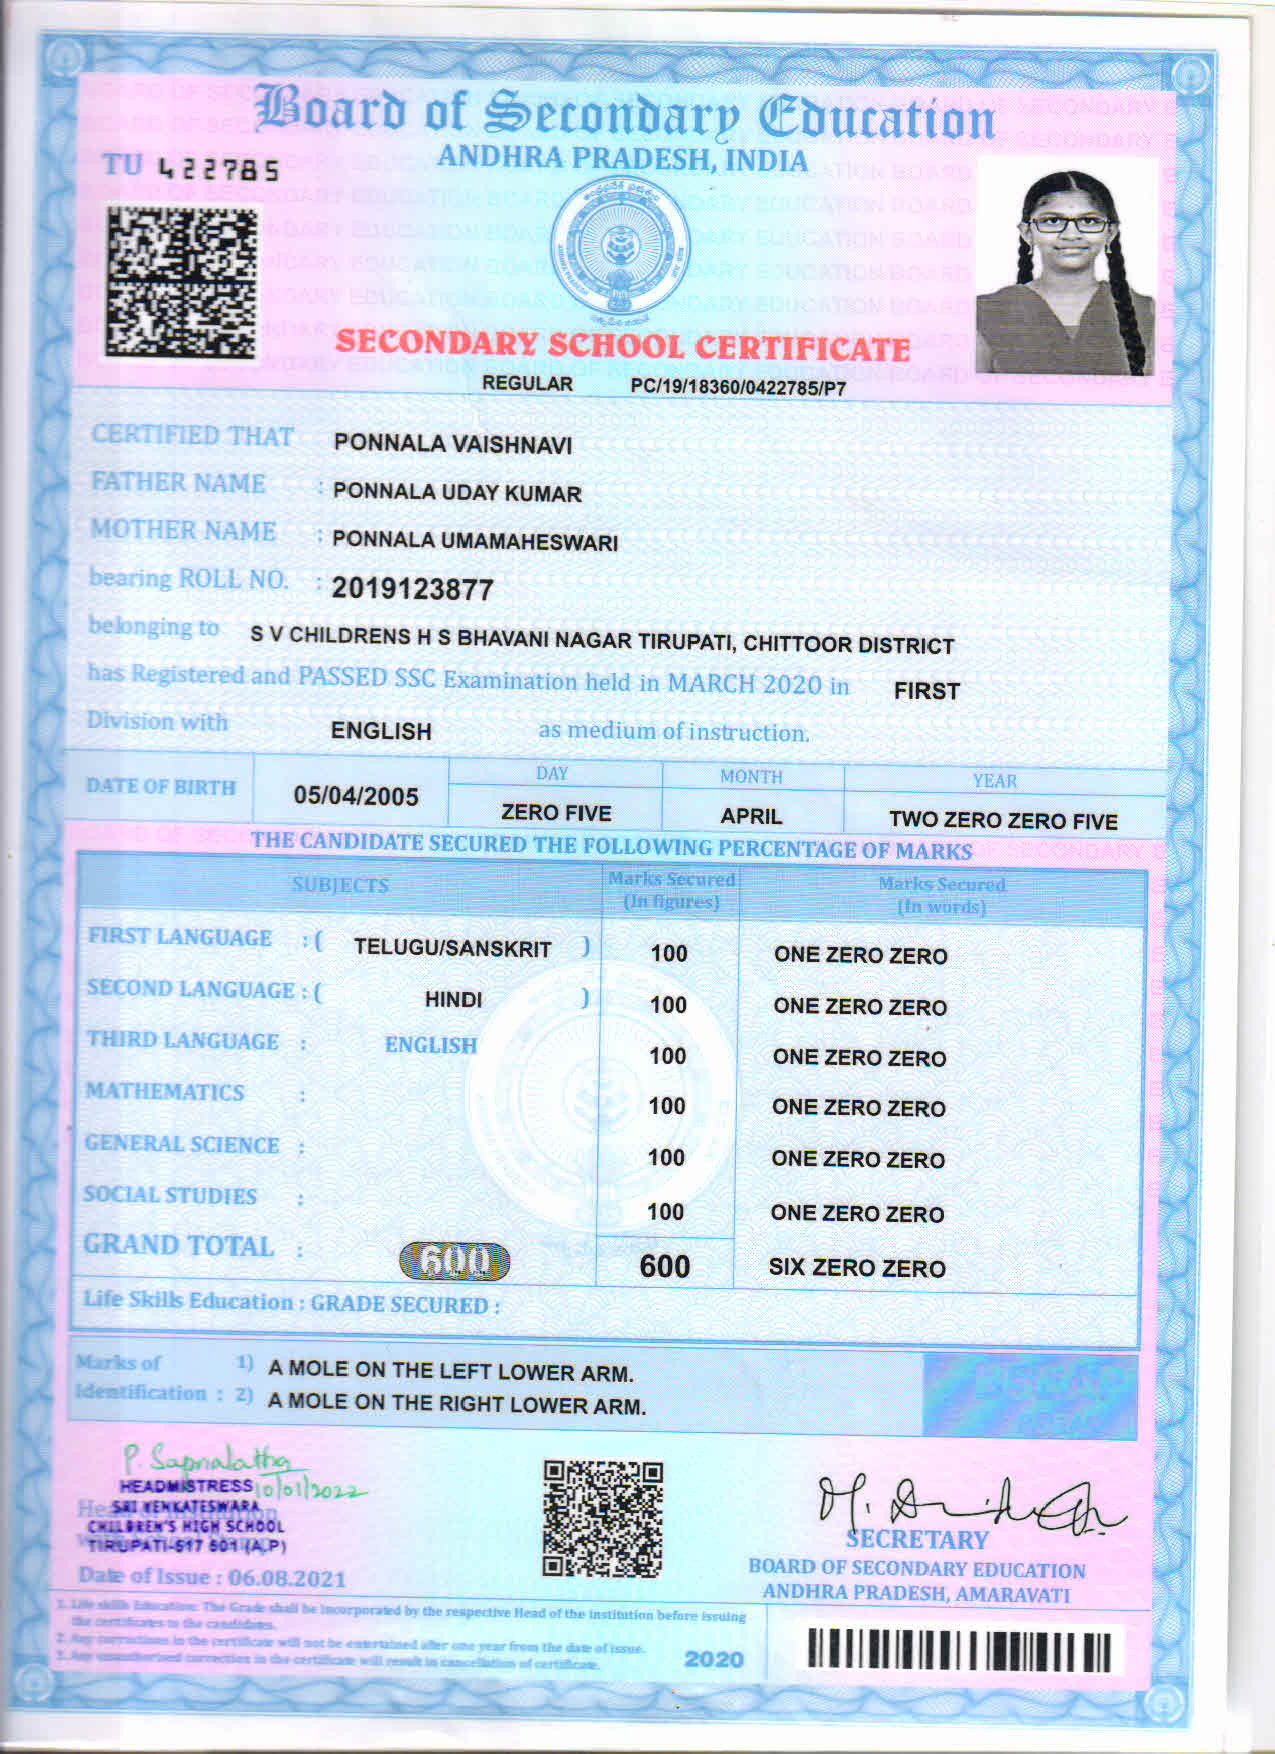 Board of Secondary Education
ANDHRA PRADESH, INDIA
TU 422785
SECONDARY SCHOOL CERTIFICATE
REGULAR PC/19/18360/0422785/P7
CERTIFIED THAT PONNALA VAISHNAVI
FATHER NAME : PONNALA UDAY KUMAR
MOTHER NAME : PONNALA UMAMAHESWARI
bearing ROLL NO. : 2019123877
belonging to S V CHILDRENS H S BHAVANI NAGAR TIRUPATI, CHITTOOR DISTRICT
has Registered and PASSED SSC Examination held in MARCH 2020 in FIRST
Division with ENGLISH as medium of instruction.
DATE OF BIRTH 05/04/2005 DAY MONTH YEAR
ZERO FIVE APRIL TWO ZERO ZERO FIVE
THE CANDIDATE SECURED THE FOLLOWING PERCENTAGE OF MARKS
SUBJECTS Marks Secured (In figures) Marks Secured (In words)
FIRST LANGUAGE : ( TELUGU/SANSKRIT ) 100 ONE ZERO ZERO
SECOND LANGUAGE : ( HINDI ) 100 ONE ZERO ZERO
THIRD LANGUAGE : ENGLISH 100 ONE ZERO ZERO
MATHEMATICS : 100 ONE ZERO ZERO
GENERAL SCIENCE : 100 ONE ZERO ZERO
SOCIAL STUDIES : 100 ONE ZERO ZERO
GRAND TOTAL : 600 600 SIX ZERO ZERO
Life Skills Education : GRADE SECURED :
Marks of 1) A MOLE ON THE LEFT LOWER ARM.
Identification : 2) A MOLE ON THE RIGHT LOWER ARM.
BSEAP
P. Sapnalatha
HEADMISTRESS 10/01/2022
SRI VENKATESWARA
CHILDREN'S HIGH SCHOOL
TIRUPATI-517 501 (A.P)
Date of Issue : 06.08.2021
SECRETARY
BOARD OF SECONDARY EDUCATION
ANDHRA PRADESH, AMARAVATI
1. Life skills Education: The Grade shall be incorporated by the respective Head of the institution before issuing
the certificates to the candidates.
2. Any corrections in the certificate will not be entertained after one year from the date of issue.
3. Any unauthorised correction in the certificate will result in cancellation of certificate.
2020